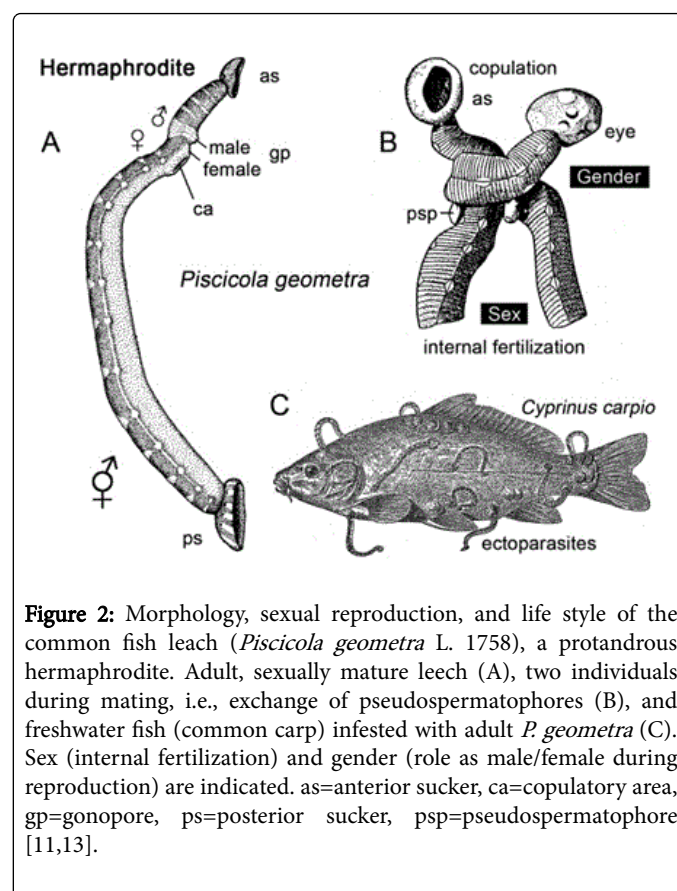 Hermaphrodite
as
A
♂
♀
male
female
gp
ca
Piscicola geometra
⚥
ps
copulation
as
B
eye
Gender
psp
Sex
internal fertilization
C
Cyprinus carpio
ectoparasites
Figure 2: Morphology, sexual reproduction, and life style of the
common fish leach (Piscicola geometra L. 1758), a protandrous
hermaphrodite. Adult, sexually mature leech (A), two individuals
during mating, i.e., exchange of pseudospermatophores (B), and
freshwater fish (common carp) infested with adult P. geometra (C).
Sex (internal fertilization) and gender (role as male/female during
reproduction) are indicated. as=anterior sucker, ca=copulatory area,
gp=gonopore, ps=posterior sucker, psp=pseudospermatophore
[11,13].